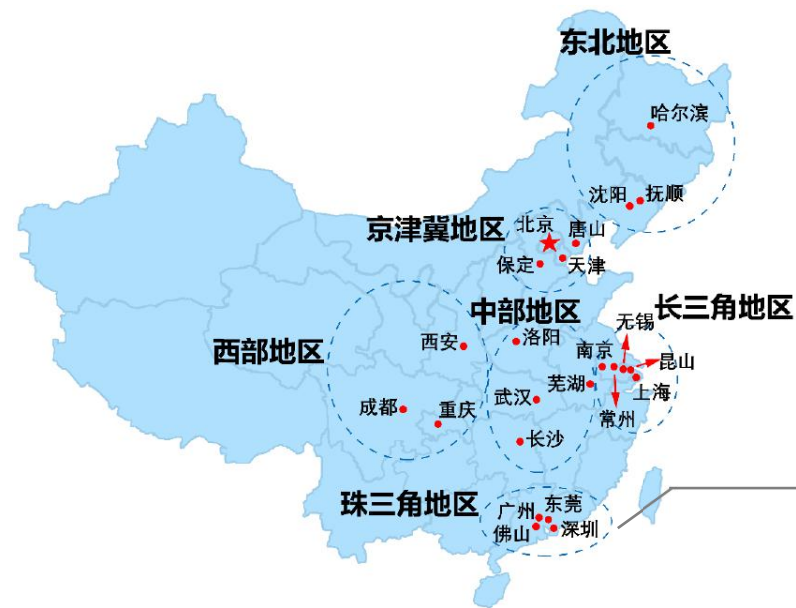 东北地区
哈尔滨
沈阳
抚顺
京津冀地区
北京
唐山
保定
天津
中部地区
洛阳
武汉
芜湖
长沙
长三角地区
无锡
南京
昆山
上海
常州
西部地区
西安
成都
重庆
珠三角地区
广州
东莞
佛山
深圳